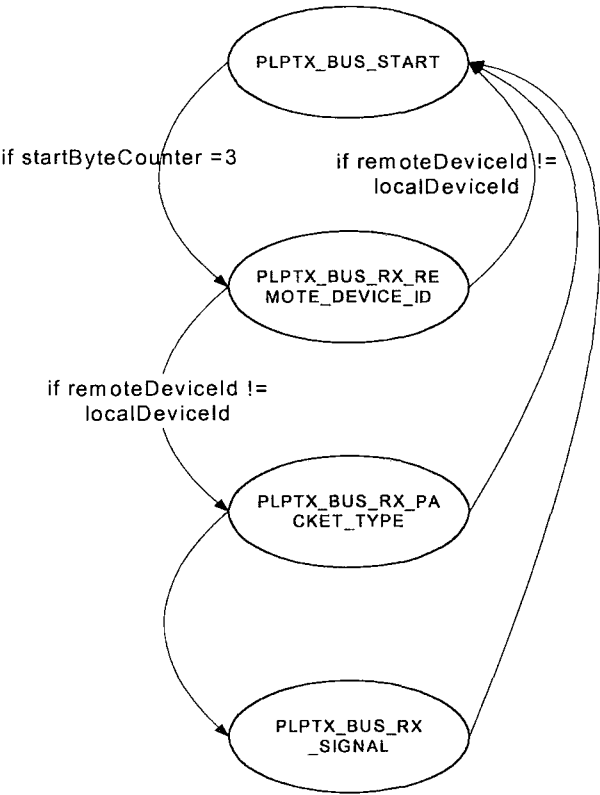 PLPTX_BUS_START
if startByteCounter =3
if remoteDeviceId !=
localDeviceId
PLPTX_BUS_RX_RE
MOTE_DEVICE_ID
if remoteDeviceId !=
localDeviceId
PLPTX_BUS_RX_PA
CKET_TYPE
PLPTX_BUS_RX
_SIGNAL